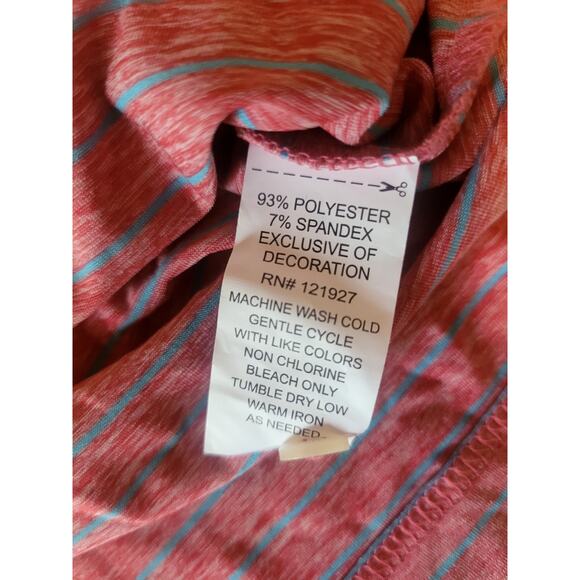 93% POLYESTER
7% SPANDEX
EXCLUSIVE OF
DECORATION
RN# 121927
MACHINE WASH COLD
GENTLE CYCLE
WITH LIKE COLORS
NON CHLORINE
BLEACH ONLY
TUMBLE DRY LOW
WARM IRON
AS NEEDED